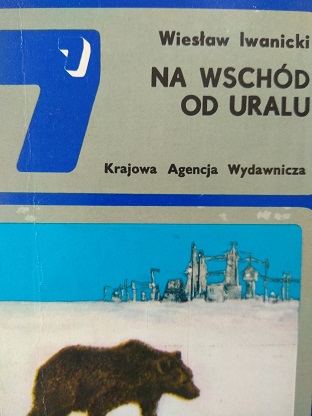 Wiesław Iwanicki
NA WSCHÓD
OD URALU
Krajowa Agencja Wydawnicza